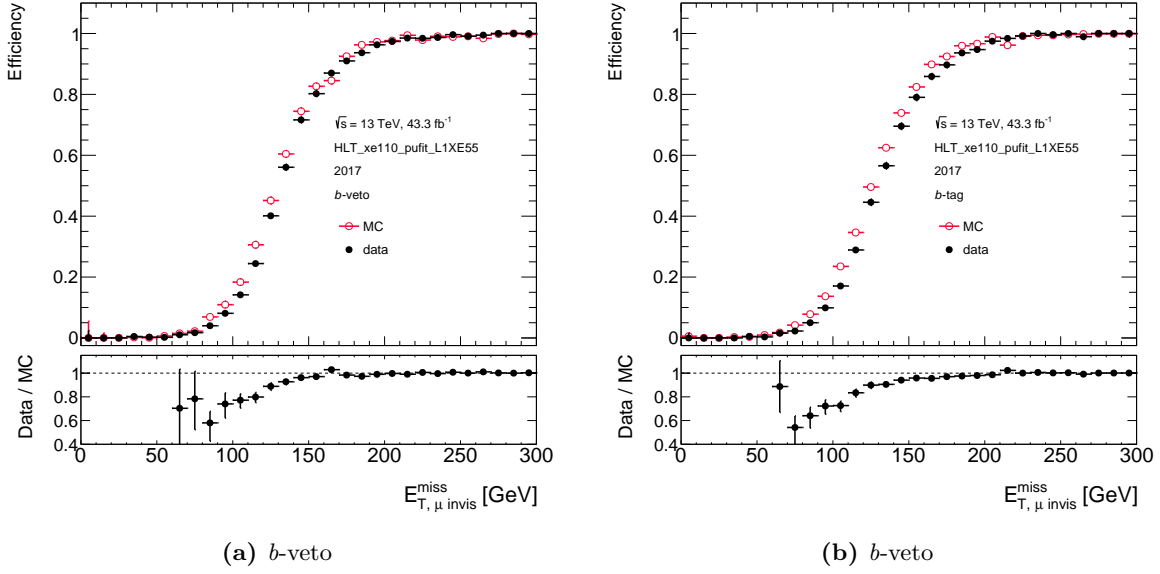 Efficiency
1
0.8
0.6
0.4
0.2
0
√s = 13 TeV, 43.3 fb⁻¹
HLT_xe110_pufit_L1XE55
2017
b-veto
MC
data
Data / MC
1
0.8
0.6
0.4
0 50 100 150 200 250 300
E_T, μ invis^miss [GeV]
(a) b-veto
Efficiency
1
0.8
0.6
0.4
0.2
0
√s = 13 TeV, 43.3 fb⁻¹
HLT_xe110_pufit_L1XE55
2017
b-tag
MC
data
Data / MC
1
0.8
0.6
0.4
0 50 100 150 200 250 300
E_T, μ invis^miss [GeV]
(b) b-veto